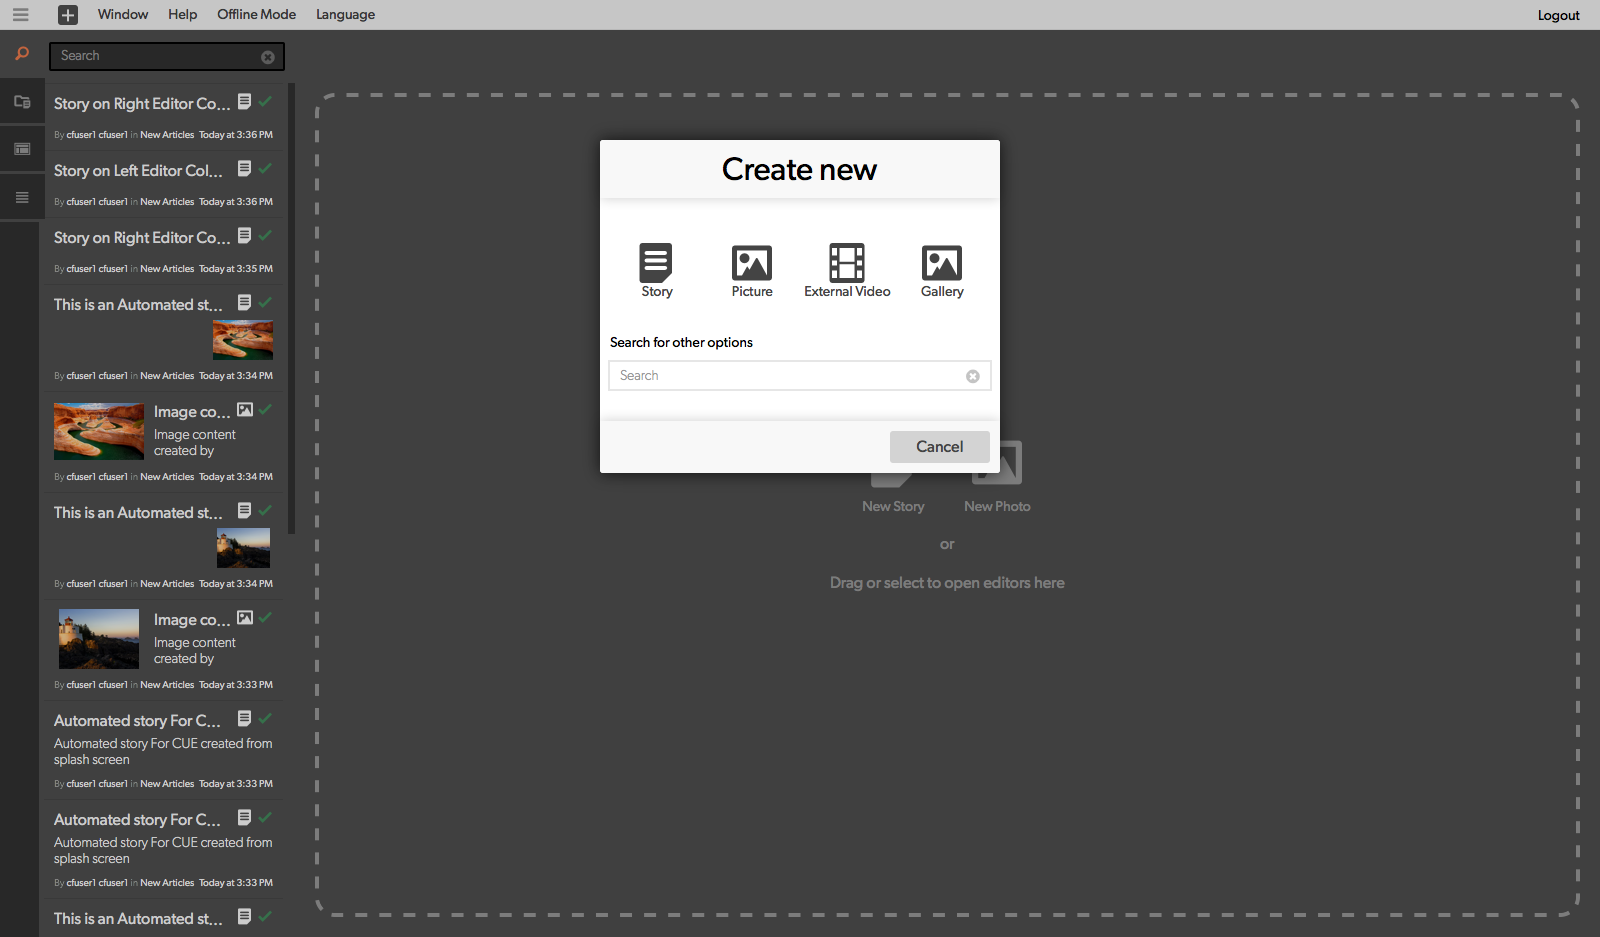 Window Help Offline Mode Language Logout
Search
Story on Right Editor Co...
By cfuser1 cfuser1 in New Articles Today at 3:36 PM
Story on Left Editor Col...
By cfuser1 cfuser1 in New Articles Today at 3:36 PM
Story on Right Editor Co...
By cfuser1 cfuser1 in New Articles Today at 3:35 PM
This is an Automated st...
By cfuser1 cfuser1 in New Articles Today at 3:34 PM
Image co...
Image content
created by
By cfuser1 cfuser1 in New Articles Today at 3:34 PM
This is an Automated st...
By cfuser1 cfuser1 in New Articles Today at 3:34 PM
Image co...
Image content
created by
By cfuser1 cfuser1 in New Articles Today at 3:33 PM
Automated story For C...
Automated story For CUE created from
splash screen
By cfuser1 cfuser1 in New Articles Today at 3:33 PM
Automated story For C...
Automated story For CUE created from
splash screen
By cfuser1 cfuser1 in New Articles Today at 3:33 PM
This is an Automated st...
Create new
Story Picture External Video Gallery
Search for other options
Search
Cancel
New Story New Photo
or
Drag or select to open editors here